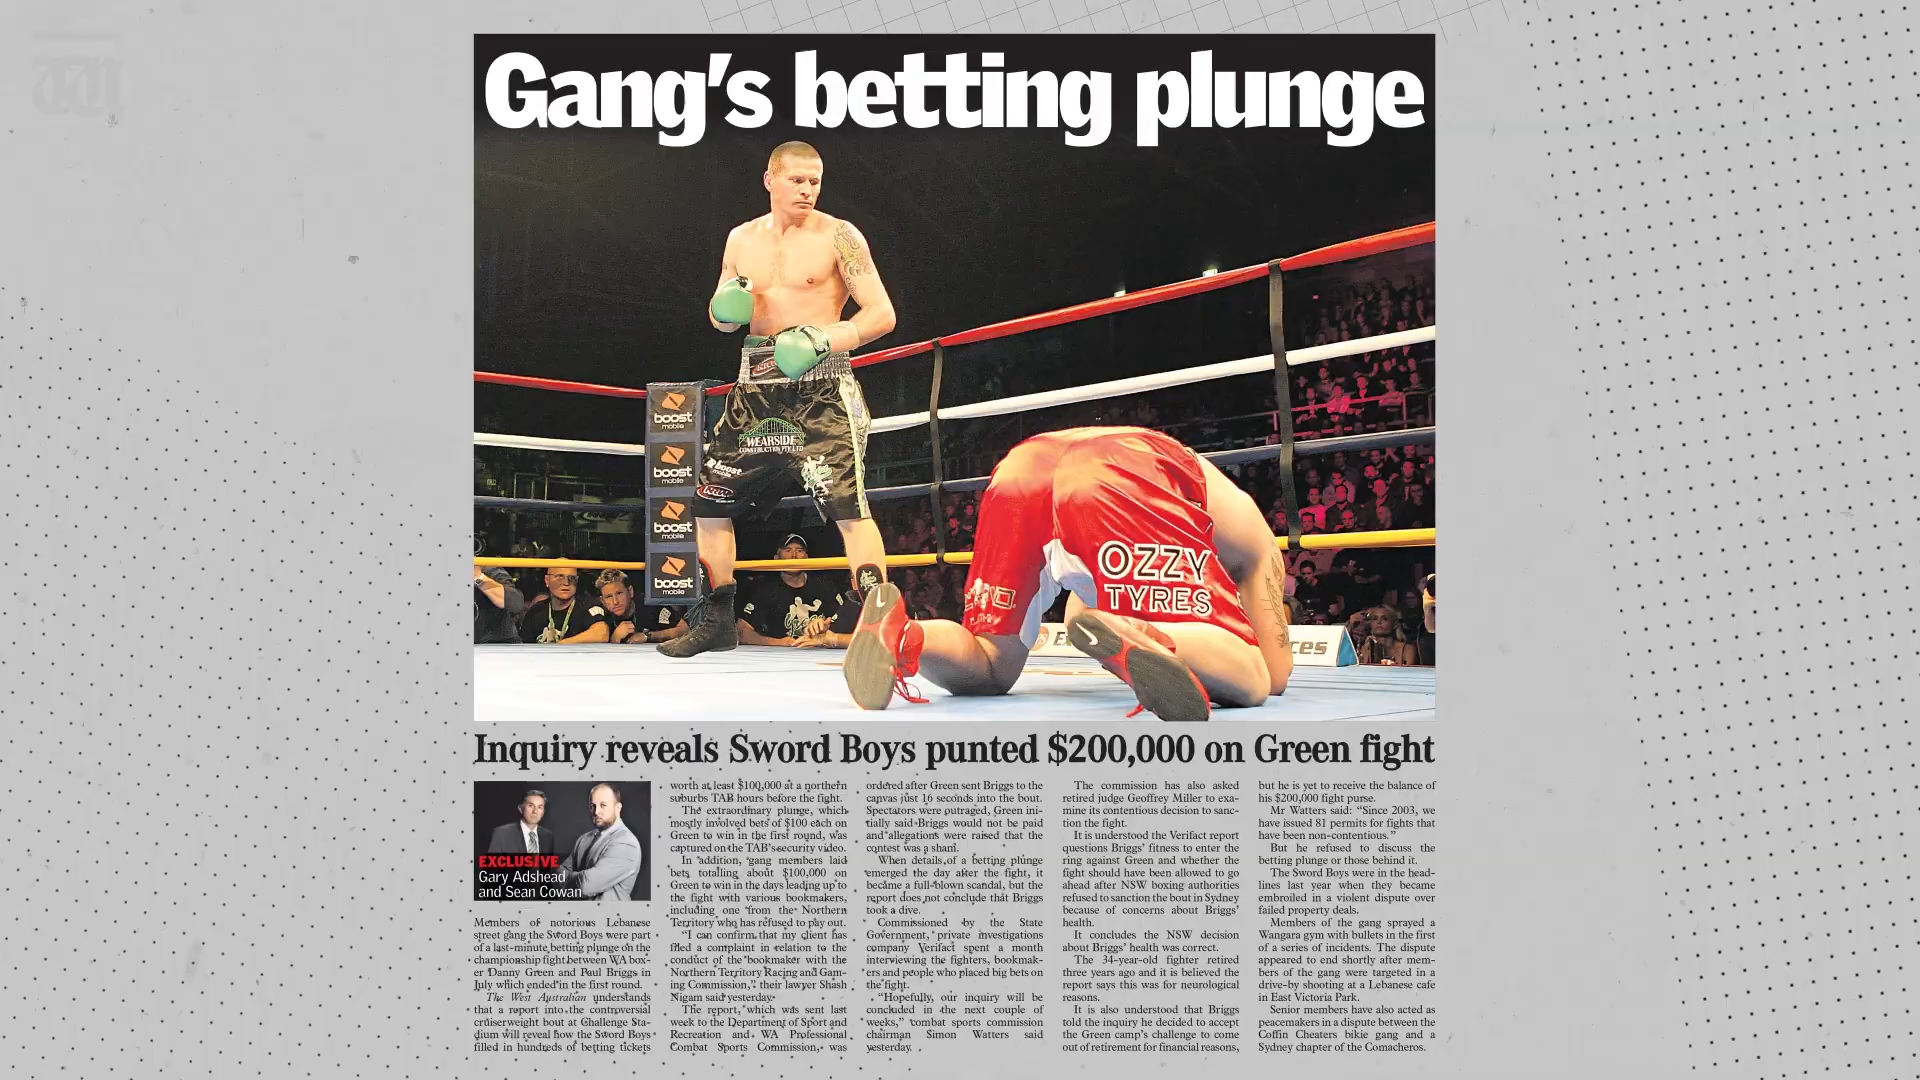 Gang's betting plunge
boost
mobile
boost
mobile
boost
mobile
boost
mobile
WEARSIDE
CONSTRUCTION PTY LTD
boost
mobile
OZZY
TYRES
ces
Inquiry reveals Sword Boys punted $200,000 on Green fight
EXCLUSIVE
Gary Adshead
and Sean Cowan
Members of notorious Lebanese
street gang the Sword Boys were part
of a last-minute betting plunge on the
championship fight between WA box-
er Danny Green and Paul Briggs in
July which ended in the first round.
The West Australian understands
that a report into the controversial
cruiserweight bout at Challenge Sta-
dium will reveal how the Sword Boys
filled in hundreds of betting tickets
worth at least $100,000 at a northern
suburbs TAB hours before the fight.
The extraordinary plunge, which
mostly involved bets of $100 each on
Green to win in the first round, was
captured on the TAB's security video.
In addition, gang members laid
bets totalling about $100,000 on
Green to win in the days leading up to
the fight with various bookmakers,
including one from the Northern
Territory who has refused to pay out.
"I can confirm that my client has
filed a complaint in relation to the
conduct of the bookmaker with the
Northern Territory Racing and Gam-
ing Commission," their lawyer Shash
Nigam said yesterday.
The report, which was sent last
week to the Department of Sport and
Recreation and WA Professional
Combat Sports Commission, was
ordered after Green sent Briggs to the
canvas just 16 seconds into the bout.
Spectators were outraged, Green ini-
tially said Briggs would not be paid
and allegations were raised that the
contest was a sham.
When details of a betting plunge
emerged the day after the fight, it
became a full-blown scandal, but the
report does not conclude that Briggs
took a dive.
Commissioned by the State
Government, private investigations
company Verifact spent a month
interviewing the fighters, bookmak-
ers and people who placed big bets on
the fight.
"Hopefully, our inquiry will be
concluded in the next couple of
weeks," combat sports commission
chairman Simon Watters said
yesterday.
The commission has also asked
retired judge Geoffrey Miller to exa-
mine its contentious decision to sanc-
tion the fight.
It is understood the Verifact report
questions Briggs' fitness to enter the
ring against Green and whether the
fight should have been allowed to go
ahead after NSW boxing authorities
refused to sanction the bout in Sydney
because of concerns about Briggs'
health.
It concludes the NSW decision
about Briggs' health was correct.
The 34-year-old fighter retired
three years ago and it is believed the
report says this was for neurological
reasons.
It is also understood that Briggs
told the inquiry he decided to accept
the Green camp's challenge to come
out of retirement for financial reasons,
but he is yet to receive the balance of
his $200,000 fight purse.
Mr Watters said: "Since 2003, we
have issued 81 permits for fights that
have been non-contentious."
But he refused to discuss the
betting plunge or those behind it.
The Sword Boys were in the head-
lines last year when they became
embroiled in a violent dispute over
failed property deals.
Members of the gang sprayed a
Wangara gym with bullets in the first
of a series of incidents. The dispute
appeared to end shortly after mem-
bers of the gang were targeted in a
drive-by shooting at a Lebanese cafe
in East Victoria Park.
Senior members have also acted as
peacemakers in a dispute between the
Coffin Cheaters bikie gang and a
Sydney chapter of the Comacheros.